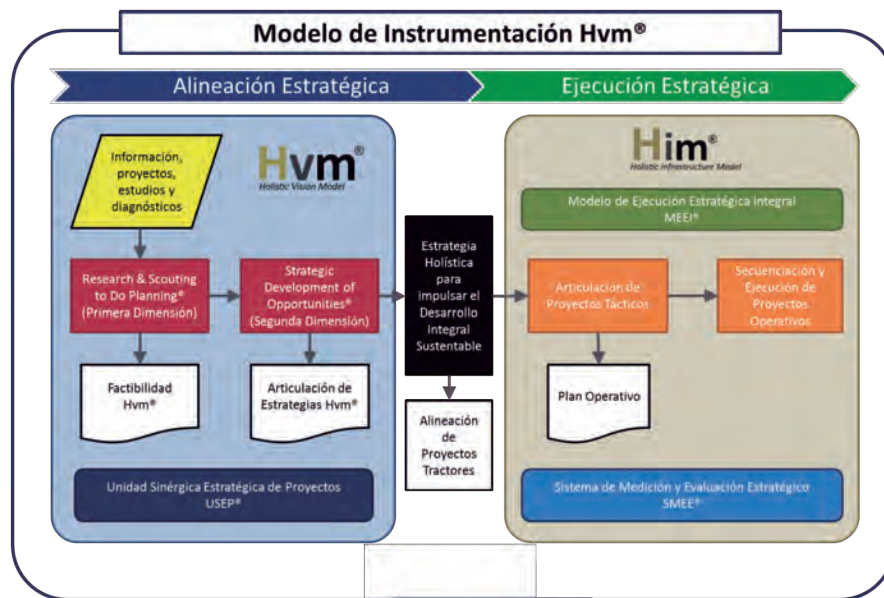 Modelo de Instrumentación Hvm®
Alineación Estratégica
Ejecución Estratégica
Información,
proyectos,
estudios y
diagnósticos
Hvm®
Holistic Vision Model
Research & Scouting
to Do Planning®
(Primera Dimensión)
Strategic
Development of
Opportunities®
(Segunda Dimensión)
Factibilidad
Hvm®
Articulación de
Estrategias Hvm®
Unidad Sinérgica Estratégica de Proyectos
USEP®
Estrategia
Holística
para
impulsar el
Desarrollo
Integral
Sustentable
Alineación
de
Proyectos
Tractores
Him®
Holistic Infrastructure Model
Modelo de Ejecución Estratégica Integral
MEEI®
Articulación de
Proyectos Tácticos
Secuenciación y
Ejecución de
Proyectos
Operativos
Plan Operativo
Sistema de Medición y Evaluación Estratégico
SMEE®